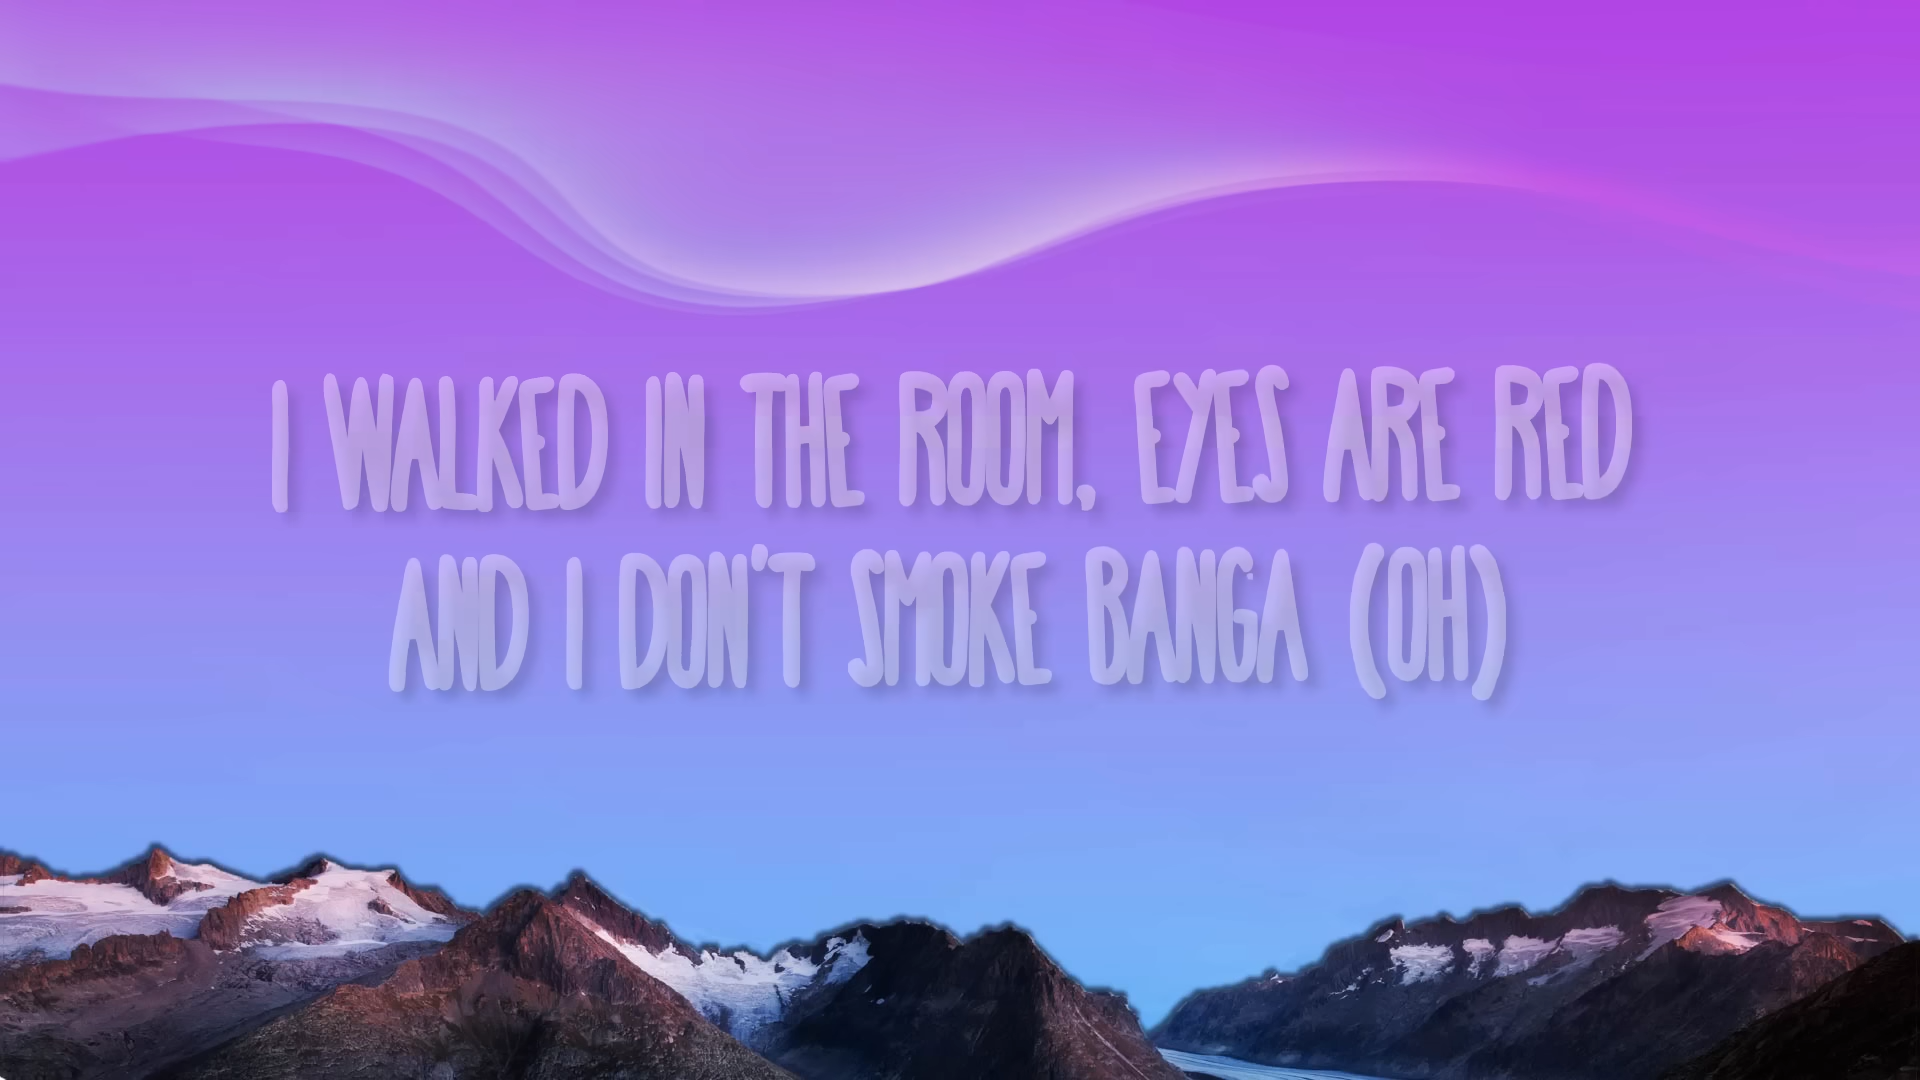 I WALKED IN THE ROOM, EYES ARE RED
AND I DON'T SMOKE BANGA (OH)